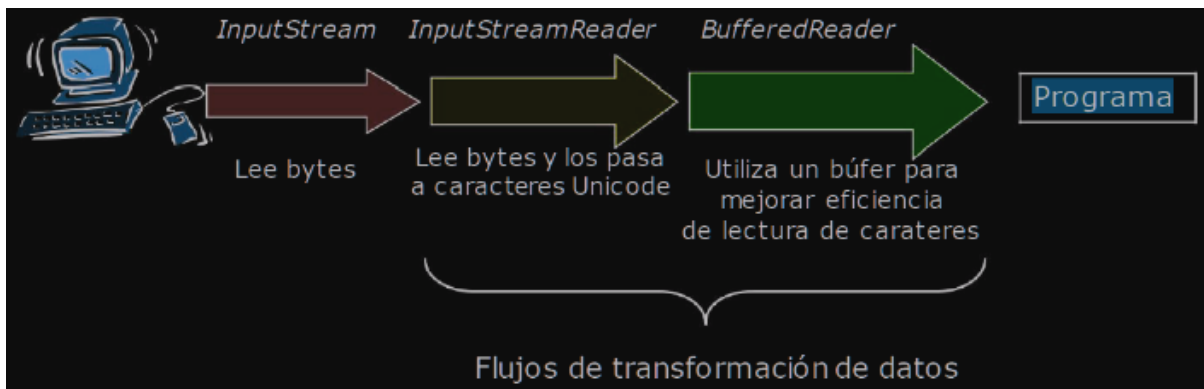 InputStream
InputStreamReader
BufferedReader
Programa
Lee bytes
Lee bytes y los pasa
a caracteres Unicode
Utiliza un búfer para
mejorar eficiencia
de lectura de carateres
Flujos de transformación de datos